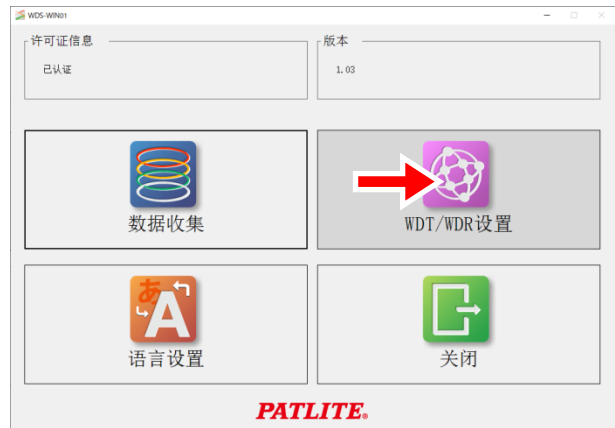 WDS-WIN01
许可证信息
已认证
版本
1.03
数据收集
WDT/WDR设置
あ
A
语言设置
关闭
PATLITE®